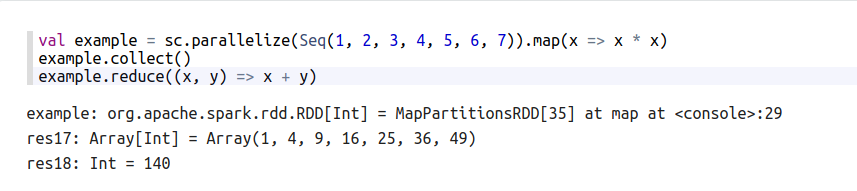 val example = sc.parallelize(Seq(1, 2, 3, 4, 5, 6, 7)).map(x => x * x)
example.collect()
example.reduce((x, y) => x + y)
example: org.apache.spark.rdd.RDD[Int] = MapPartitionsRDD[35] at map at <console>:29
res17: Array[Int] = Array(1, 4, 9, 16, 25, 36, 49)
res18: Int = 140